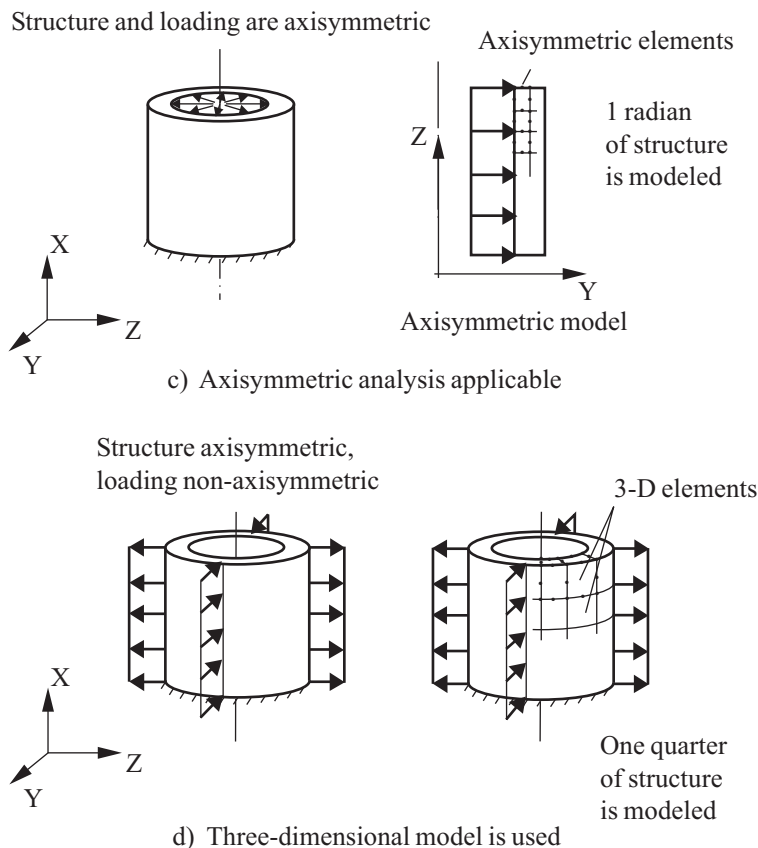 Structure and loading are axisymmetric
Axisymmetric elements
1 radian
of structure
is modeled
Z
Y
Axisymmetric model
X
Z
Y
c) Axisymmetric analysis applicable
Structure axisymmetric,
loading non-axisymmetric
3-D elements
X
Z
Y
One quarter
of structure
is modeled
d) Three-dimensional model is used